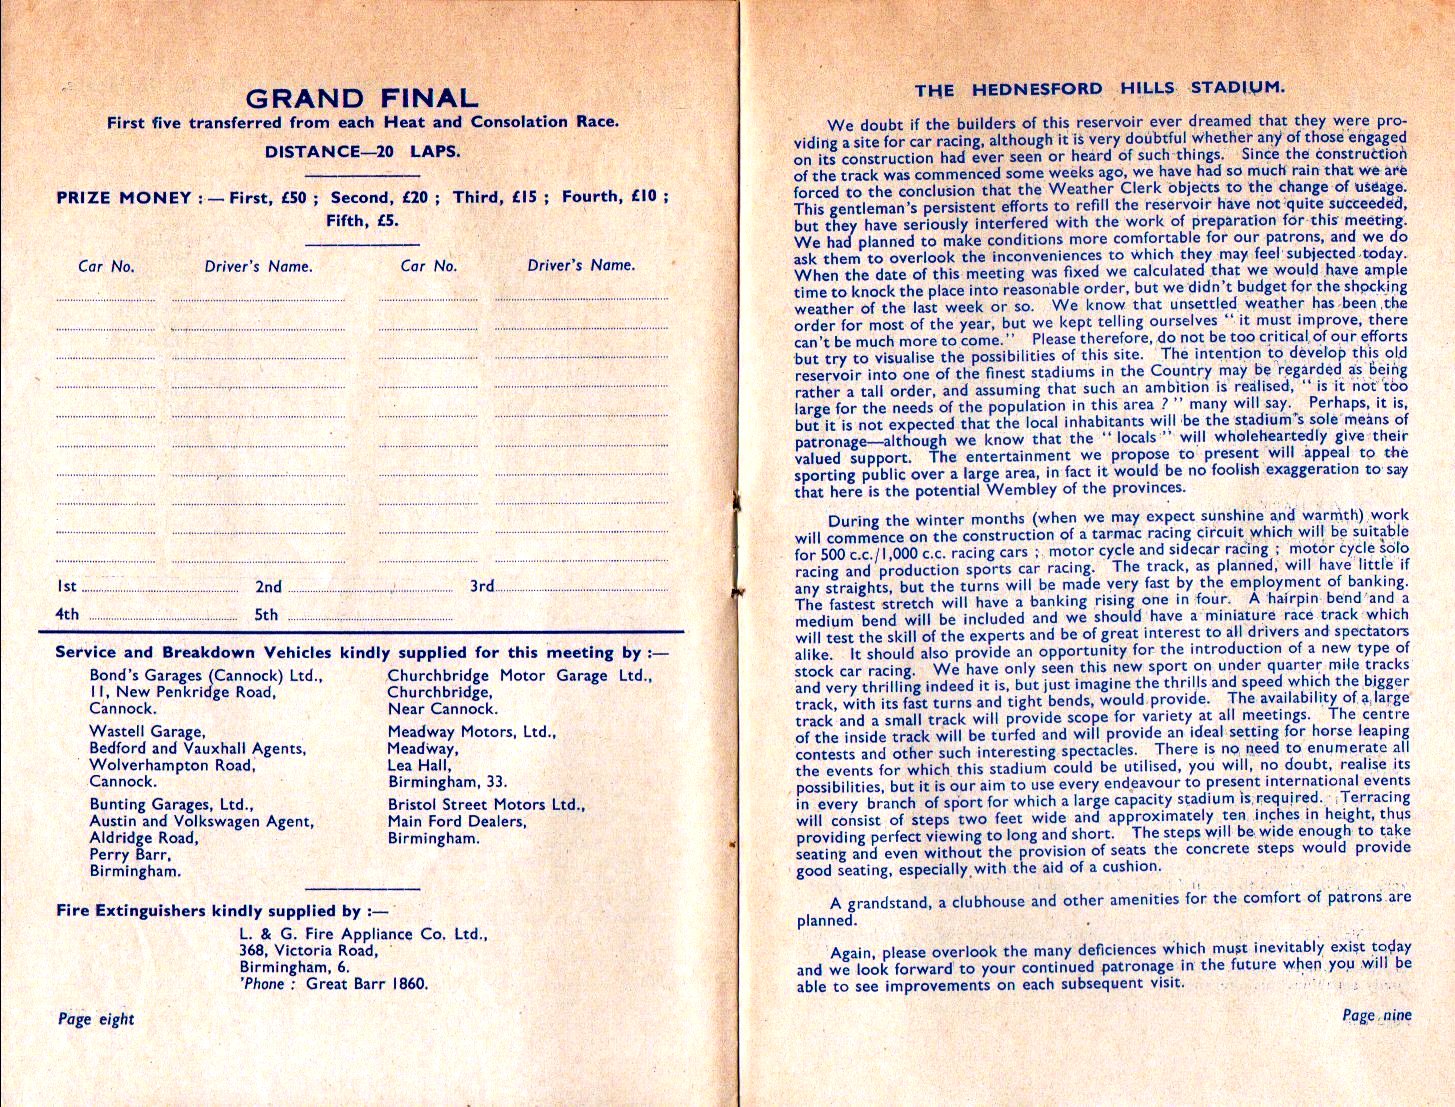 GRAND FINAL
First five transferred from each Heat and Consolation Race.
DISTANCE—20 LAPS.
PRIZE MONEY :— First, £50 ; Second, £20 ; Third, £15 ; Fourth, £10 ;
Fifth, £5.
Car No. Driver's Name. Car No. Driver's Name.
1st 2nd 3rd
4th 5th
Service and Breakdown Vehicles kindly supplied for this meeting by :—
Bond's Garages (Cannock) Ltd.,
11, New Penkridge Road,
Cannock.
Wastell Garage,
Bedford and Vauxhall Agents,
Wolverhampton Road,
Cannock.
Bunting Garages, Ltd.,
Austin and Volkswagen Agent,
Aldridge Road,
Perry Barr,
Birmingham.
Churchbridge Motor Garage Ltd.,
Churchbridge,
Near Cannock.
Meadway Motors, Ltd.,
Meadway,
Lea Hall,
Birmingham, 33.
Bristol Street Motors Ltd.,
Main Ford Dealers,
Birmingham.
Fire Extinguishers kindly supplied by :—
L. & G. Fire Appliance Co. Ltd.,
368, Victoria Road,
Birmingham, 6.
'Phone : Great Barr 1860.
Page eight
THE HEDNESFORD HILLS STADIUM.
We doubt if the builders of this reservoir ever dreamed that they were pro-
viding a site for car racing, although it is very doubtful whether any of those engaged
on its construction had ever seen or heard of such things. Since the construction
of the track was commenced some weeks ago, we have had so much rain that we are
forced to the conclusion that the Weather Clerk objects to the change of useage.
This gentleman's persistent efforts to refill the reservoir have not quite succeeded,
but they have seriously interfered with the work of preparation for this meeting.
We had planned to make conditions more comfortable for our patrons, and we do
ask them to overlook the inconveniences to which they may feel subjected today.
When the date of this meeting was fixed we calculated that we would have ample
time to knock the place into reasonable order, but we didn't budget for the shocking
weather of the last week or so. We know that unsettled weather has been the
order for most of the year, but we kept telling ourselves “ it must improve, there
can't be much more to come.” Please therefore, do not be too critical of our efforts
but try to visualise the possibilities of this site. The intention to develop this old
reservoir into one of the finest stadiums in the Country may be regarded as being
rather a tall order, and assuming that such an ambition is realised, “ is it not too
large for the needs of the population in this area ? ” many will say. Perhaps, it is,
but it is not expected that the local inhabitants will be the stadium's sole means of
patronage—although we know that the “ locals ” will wholeheartedly give their
valued support. The entertainment we propose to present will appeal to the
sporting public over a large area, in fact it would be no foolish exaggeration to say
that here is the potential Wembley of the provinces.
During the winter months (when we may expect sunshine and warmth) work
will commence on the construction of a tarmac racing circuit which will be suitable
for 500 c.c./1,000 c.c. racing cars ; motor cycle and sidecar racing ; motor cycle solo
racing and production sports car racing. The track, as planned, will have little if
any straights, but the turns will be made very fast by the employment of banking.
The fastest stretch will have a banking rising one in four. A hairpin bend and a
medium bend will be included and we should have a miniature race track which
will test the skill of the experts and be of great interest to all drivers and spectators
alike. It should also provide an opportunity for the introduction of a new type of
stock car racing. We have only seen this new sport on under quarter mile tracks
and very thrilling indeed it is, but just imagine the thrills and speed which the bigger
track, with its fast turns and tight bends, would provide. The availability of a large
track and a small track will provide scope for variety at all meetings. The centre
of the inside track will be turfed and will provide an ideal setting for horse leaping
contests and other such interesting spectacles. There is no need to enumerate all
the events for which this stadium could be utilised, you will, no doubt, realise its
possibilities, but it is our aim to use every endeavour to present international events
in every branch of sport for which a large capacity stadium is required. Terracing
will consist of steps two feet wide and approximately ten inches in height, thus
providing perfect viewing to long and short. The steps will be wide enough to take
seating and even without the provision of seats the concrete steps would provide
good seating, especially with the aid of a cushion.
A grandstand, a clubhouse and other amenities for the comfort of patrons are
planned.
Again, please overlook the many deficiences which must inevitably exist today
and we look forward to your continued patronage in the future when you will be
able to see improvements on each subsequent visit.
Page nine